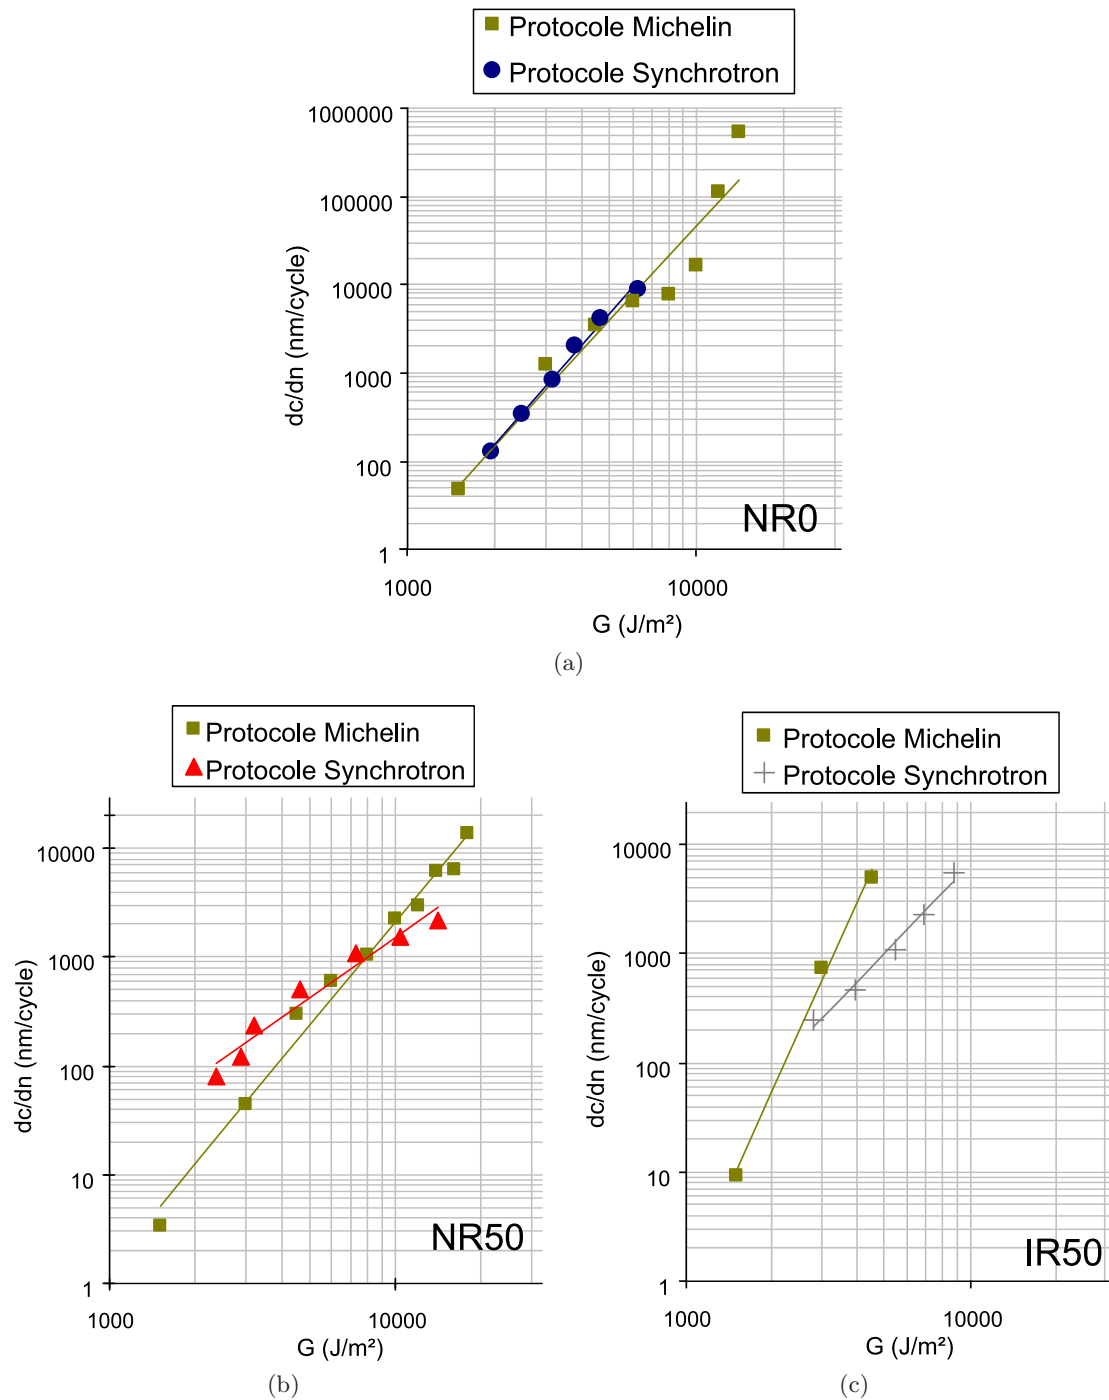 Protocole Michelin
Protocole Synchrotron
1000000
100000
10000
1000
100
1
1000
10000
dc/dn (nm/cycle)
G (J/m²)
NR0
(a)
Protocole Michelin
Protocole Synchrotron
10000
1000
100
10
1
1000
10000
dc/dn (nm/cycle)
G (J/m²)
NR50
(b)
Protocole Michelin
Protocole Synchrotron
10000
1000
100
10
1
1000
10000
dc/dn (nm/cycle)
G (J/m²)
IR50
(c)